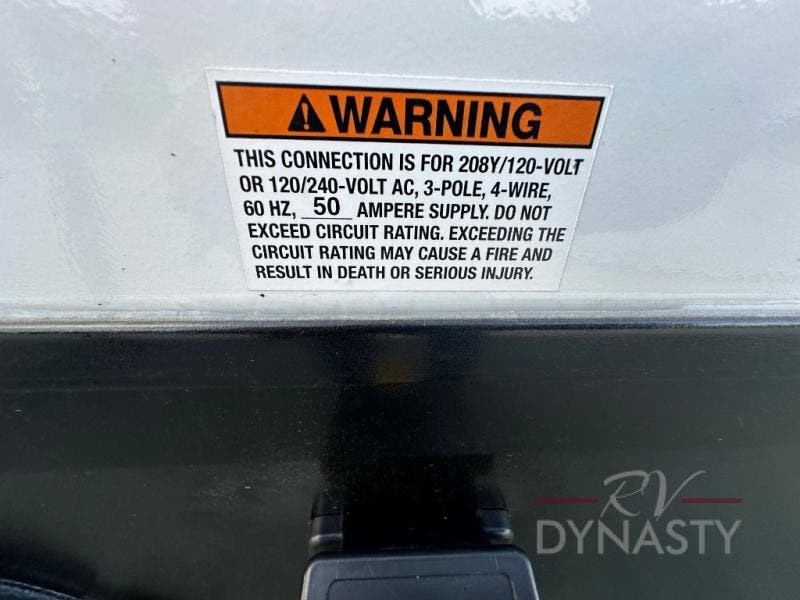 WARNING
THIS CONNECTION IS FOR 208Y/120-VOLT
OR 120/240-VOLT AC, 3-POLE, 4-WIRE,
60 HZ, 50 AMPERE SUPPLY. DO NOT
EXCEED CIRCUIT RATING. EXCEEDING THE
CIRCUIT RATING MAY CAUSE A FIRE AND
RESULT IN DEATH OR SERIOUS INJURY.
RV
DYNASTY